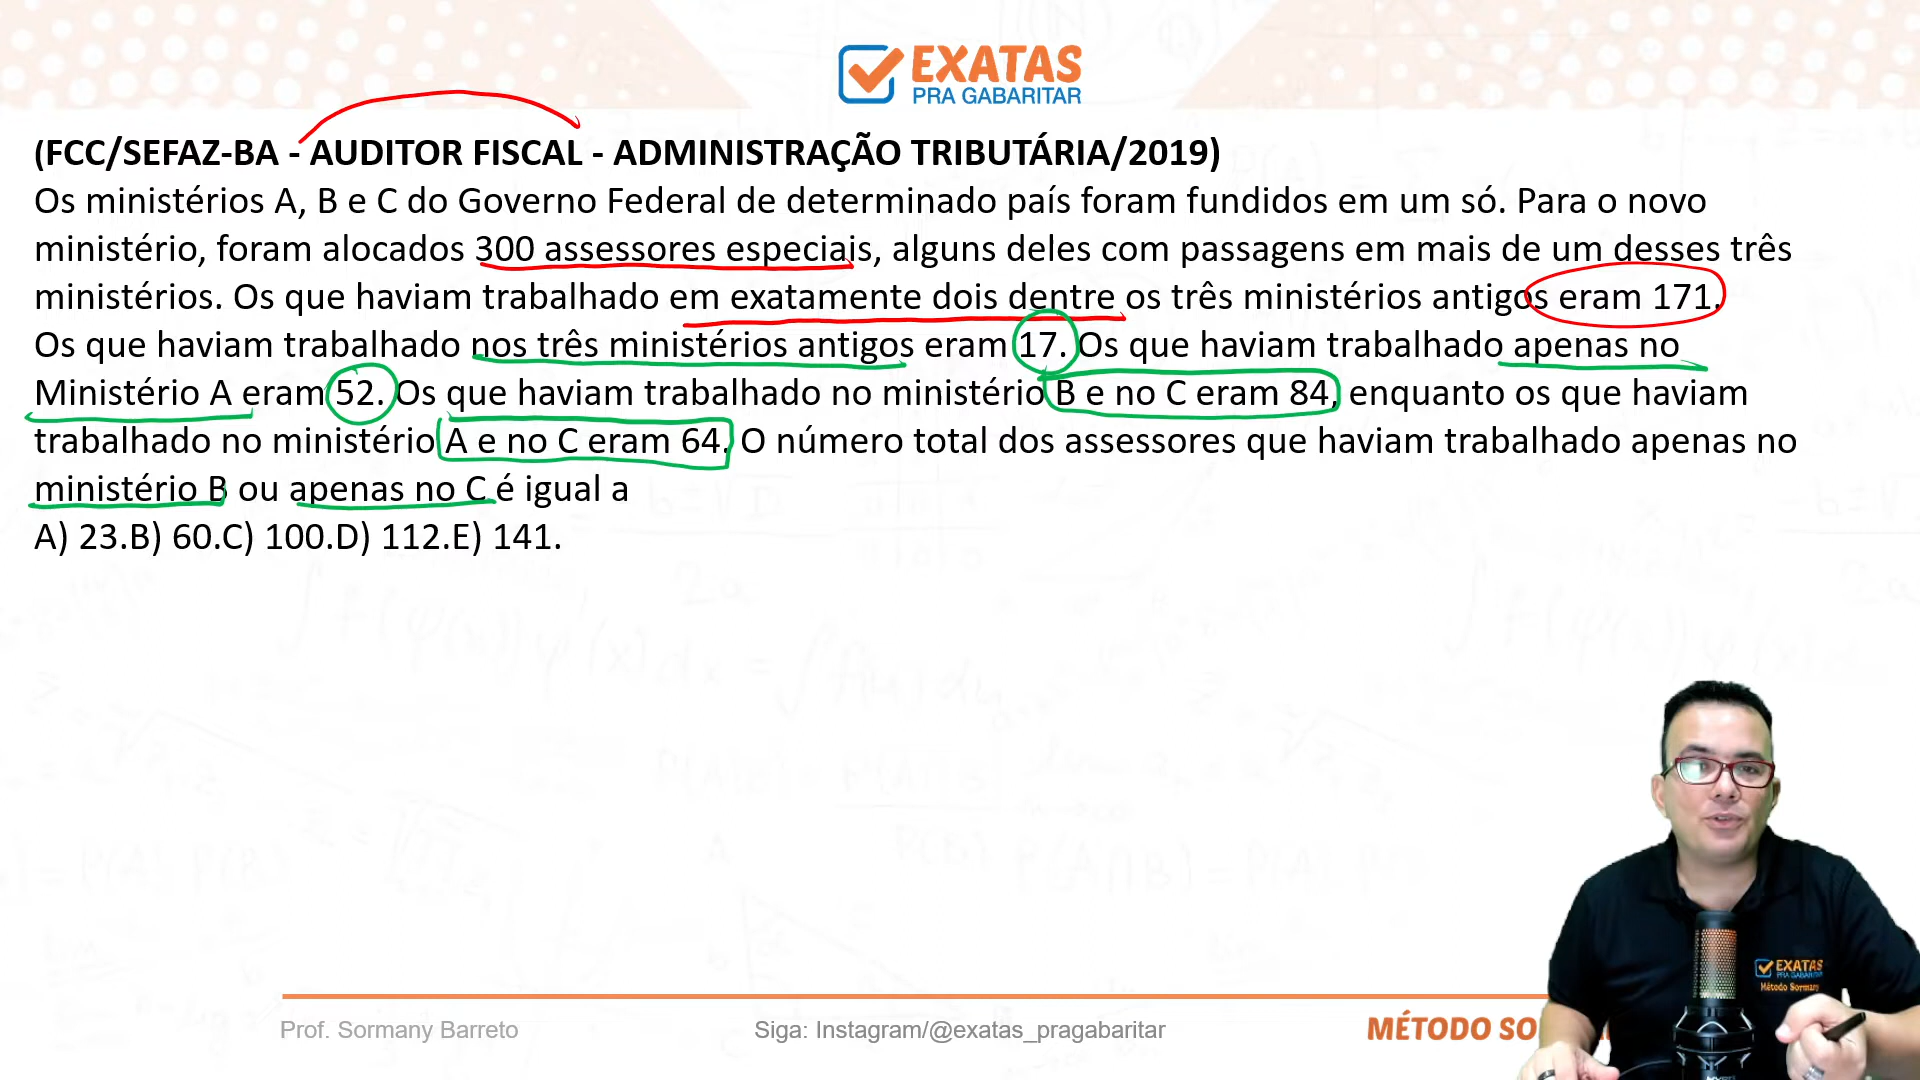 EXATAS
PRA GABARITAR
(FCC/SEFAZ-BA - AUDITOR FISCAL - ADMINISTRAÇÃO TRIBUTÁRIA/2019)
Os ministérios A, B e C do Governo Federal de determinado país foram fundidos em um só. Para o novo
ministério, foram alocados 300 assessores especiais, alguns deles com passagens em mais de um desses três
ministérios. Os que haviam trabalhado em exatamente dois dentre os três ministérios antigos eram 171.
Os que haviam trabalhado nos três ministérios antigos eram 17. Os que haviam trabalhado apenas no
Ministério A eram 52. Os que haviam trabalhado no ministério B e no C eram 84, enquanto os que haviam
trabalhado no ministério A e no C eram 64. O número total dos assessores que haviam trabalhado apenas no
ministério B ou apenas no C é igual a
A) 23.B) 60.C) 100.D) 112.E) 141.
EXATAS
PRA GABARITAR
Método Sormany
Prof. Sormany Barreto
Siga: Instagram/@exatas_pragabaritar
MÉTODO SO